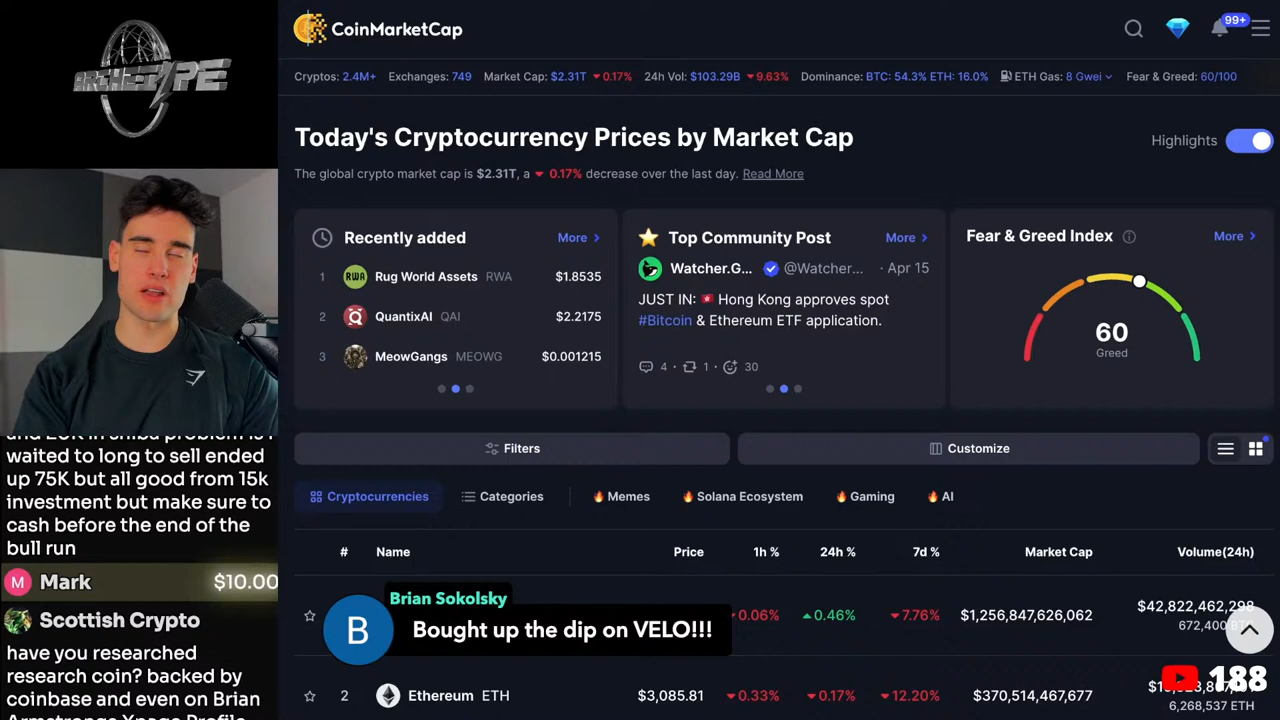 ARCHETYPE
CoinMarketCap
99+
Cryptos: 2.4M+ Exchanges: 749 Market Cap: $2.31T 0.17% 24h Vol: $103.29B 9.63% Dominance: BTC: 54.3% ETH: 16.0% ETH Gas: 8 Gwei Fear & Greed: 60/100
Today's Cryptocurrency Prices by Market Cap
Highlights
The global crypto market cap is $2.31T, a 0.17% decrease over the last day. Read More
Recently added
More
1 RWA Rug World Assets RWA $1.8535
2 QuantixAI QAI $2.2175
3 MeowGangs MEOWG $0.001215
Top Community Post
More
Watcher.G... @Watcher... · Apr 15
JUST IN: Hong Kong approves spot
#Bitcoin & Ethereum ETF application.
4 · 1 · 30
Fear & Greed Index
More
60
Greed
Filters
Customize
Cryptocurrencies Categories Memes Solana Ecosystem Gaming AI
# Name Price 1h % 24h % 7d % Market Cap Volume(24h)
0.06% 0.46% 7.76% $1,256,847,626,062 $42,822,462,298
672,400
2 Ethereum ETH $3,085.81 0.33% 0.17% 12.20% $370,514,467,677
6,268,537 ETH
B
Brian Sokolsky
Bought up the dip on VELO!!!
188
waited to long to sell ended
up 75K but all good from 15k
investment but make sure to
cash before the end of the
bull run
M Mark $10.00
Scottish Crypto
have you researched
research coin? backed by
coinbase and even on Brian